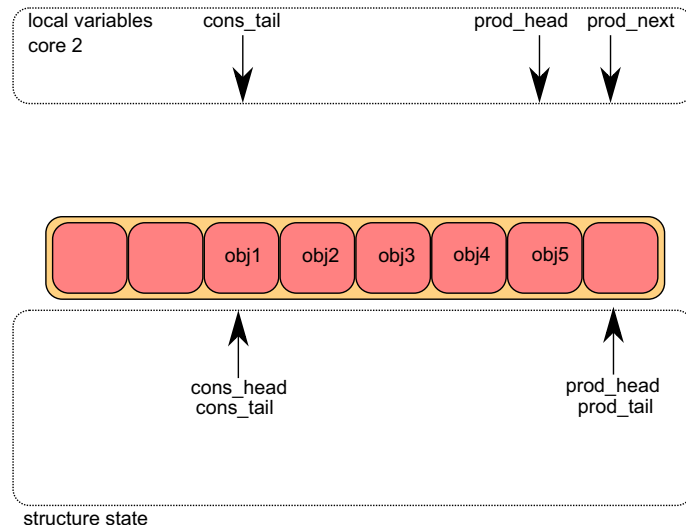 local variables
core 2
cons_tail
prod_head
prod_next
obj1
obj2
obj3
obj4
obj5
cons_head
cons_tail
prod_head
prod_tail
structure state